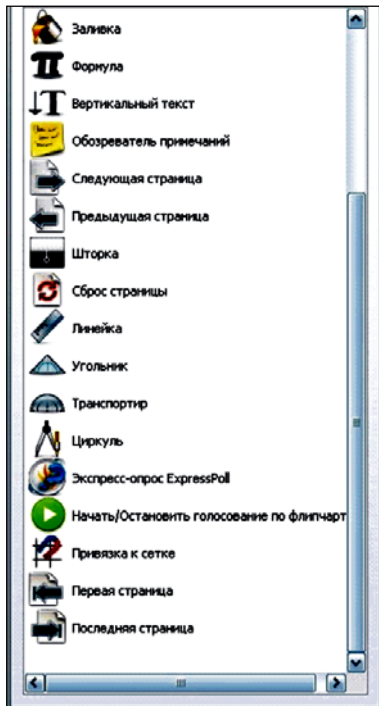 Заливка
Формула
Вертикальный текст
Обозреватель примечаний
Следующая страница
Предыдущая страница
Шторка
Сброс страницы
Линейка
Угольник
Транспортир
Циркуль
Экспресс-опрос ExpressPoll
Начать/Остановить голосование по флипчарт
Привязка к сетке
Первая страница
Последняя страница